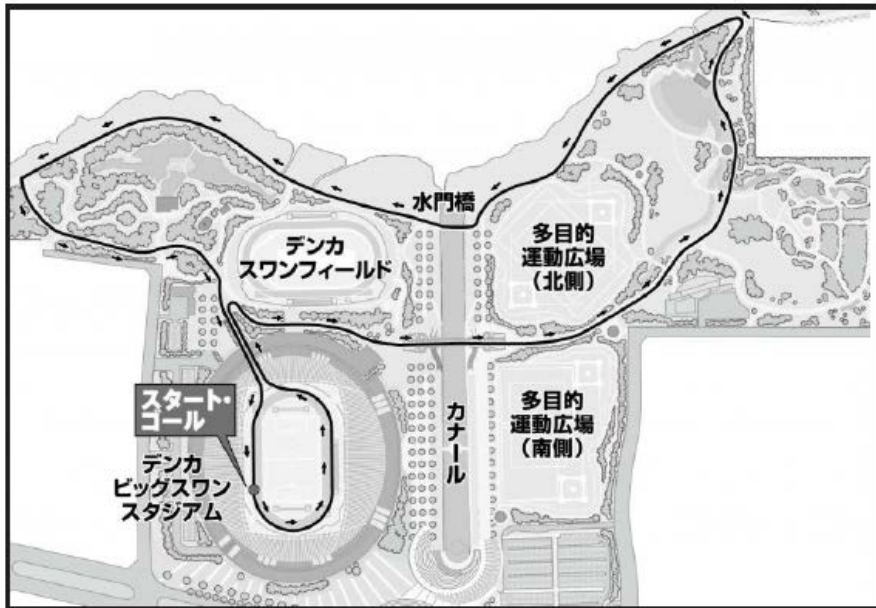 水門橋
デンカ
スワンフィールド
多目的
運動広場
（北側）
スタート・
ゴール
デンカ
ビッグスワン
スタジアム
カナール
多目的
運動広場
（南側）